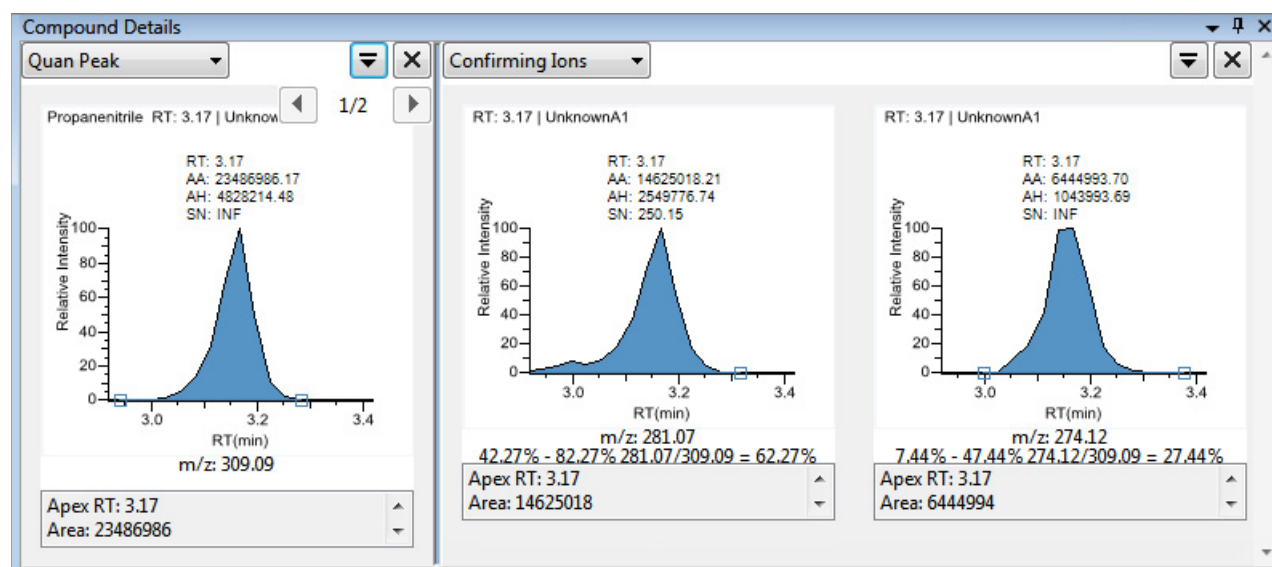 Compound Details
Quan Peak
1/2
Propanenitrile RT: 3.17 | Unknow
RT: 3.17
AA: 23486986.17
AH: 4828214.48
SN: INF
Relative Intensity
100
80
60
40
20
0
3.0 3.2 3.4
RT(min)
m/z: 309.09
Apex RT: 3.17
Area: 23486986
Confirming Ions
RT: 3.17 | UnknownA1
RT: 3.17
AA: 14625018.21
AH: 2549776.74
SN: 250.15
Relative Intensity
100
80
60
40
20
0
3.0 3.2 3.4
RT(min)
m/z: 281.07
42.27% - 82.27% 281.07/309.09 = 62.27%
Apex RT: 3.17
Area: 14625018
RT: 3.17 | UnknownA1
RT: 3.17
AA: 6444993.70
AH: 1043993.69
SN: INF
Relative Intensity
100
80
60
40
20
0
3.0 3.2 3.4
RT(min)
m/z: 274.12
7.44% - 47.44% 274.12/309.09 = 27.44%
Apex RT: 3.17
Area: 6444994